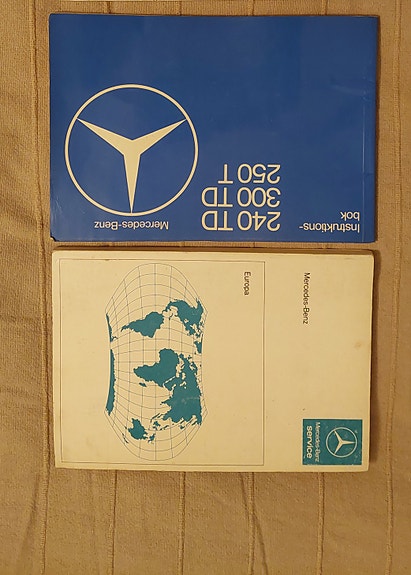 Instruktions-
bok
240 TD
300 TD
250 T
Mercedes-Benz
Mercedes-Benz
Europa
Mercedes-Benz
service